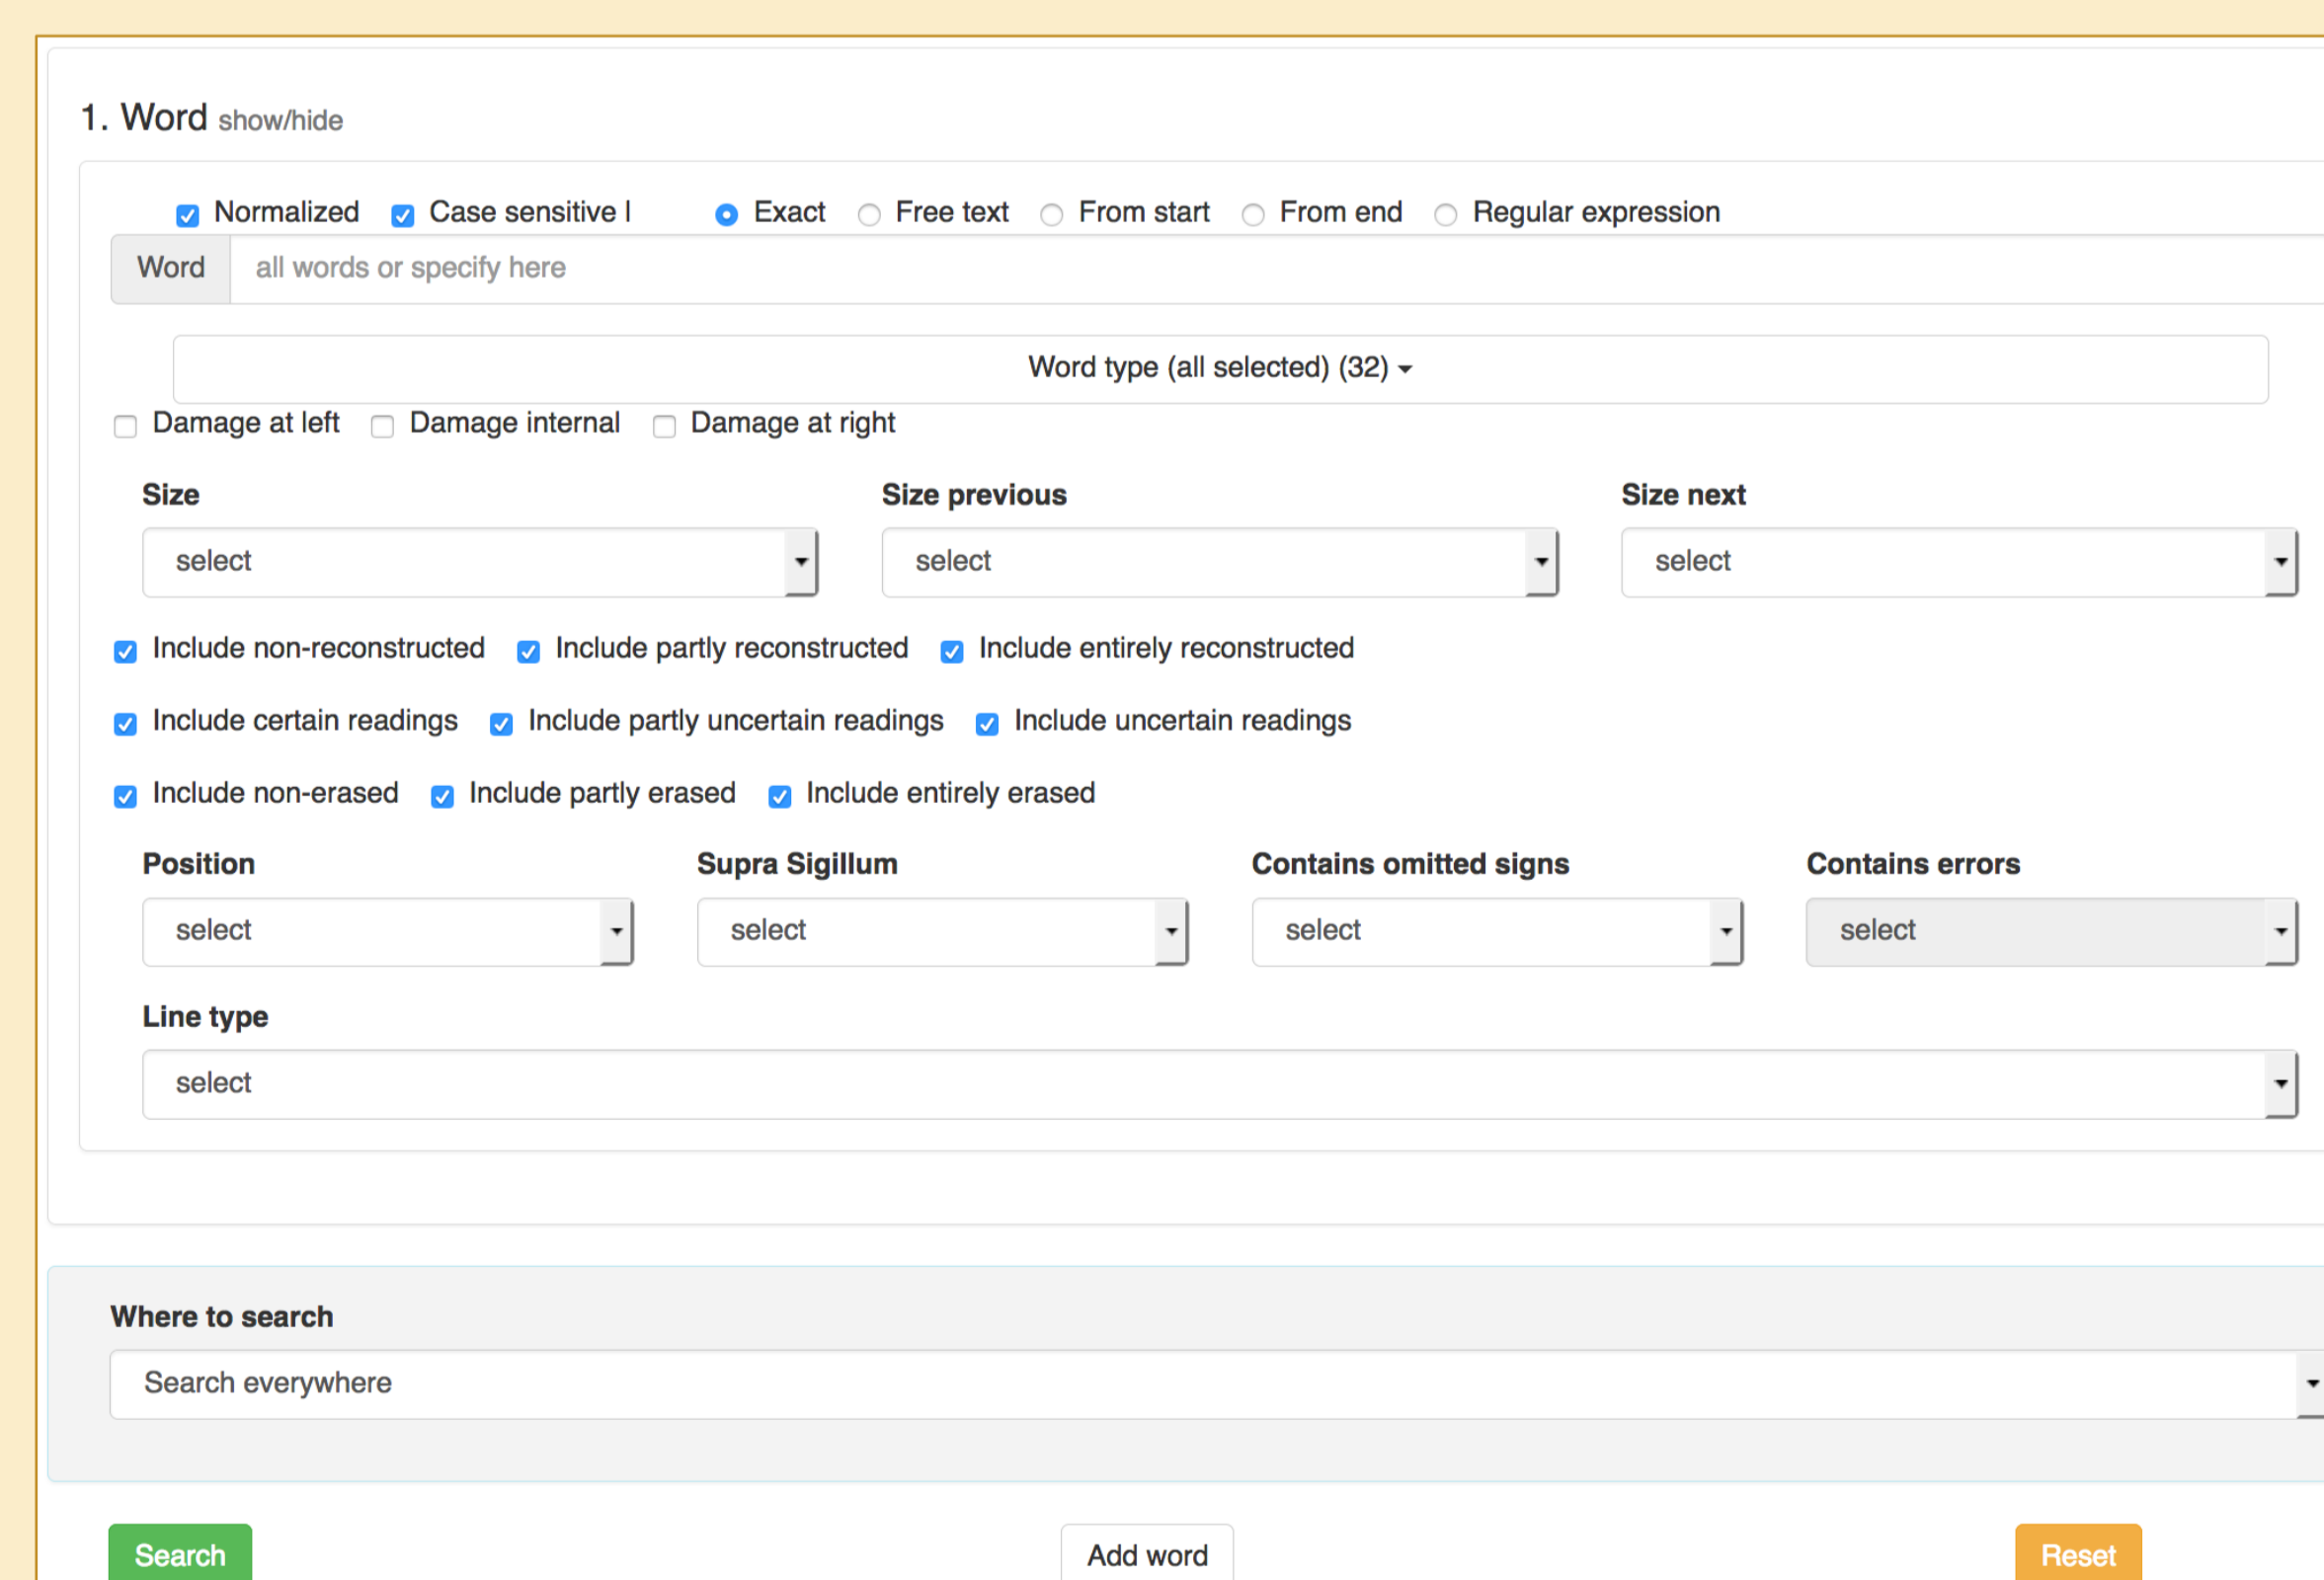 1. Word show/hide
Normalized Case sensitive I Exact Free text From start From end Regular expression
Word all words or specify here
Word type (all selected) (32)
Damage at left Damage internal Damage at right
Size Size previous Size next
select select select
Include non-reconstructed Include partly reconstructed Include entirely reconstructed
Include certain readings Include partly uncertain readings Include uncertain readings
Include non-erased Include partly erased Include entirely erased
Position Supra Sigillum Contains omitted signs Contains errors
select select select select
Line type
select
Where to search
Search everywhere
Search Add word Reset